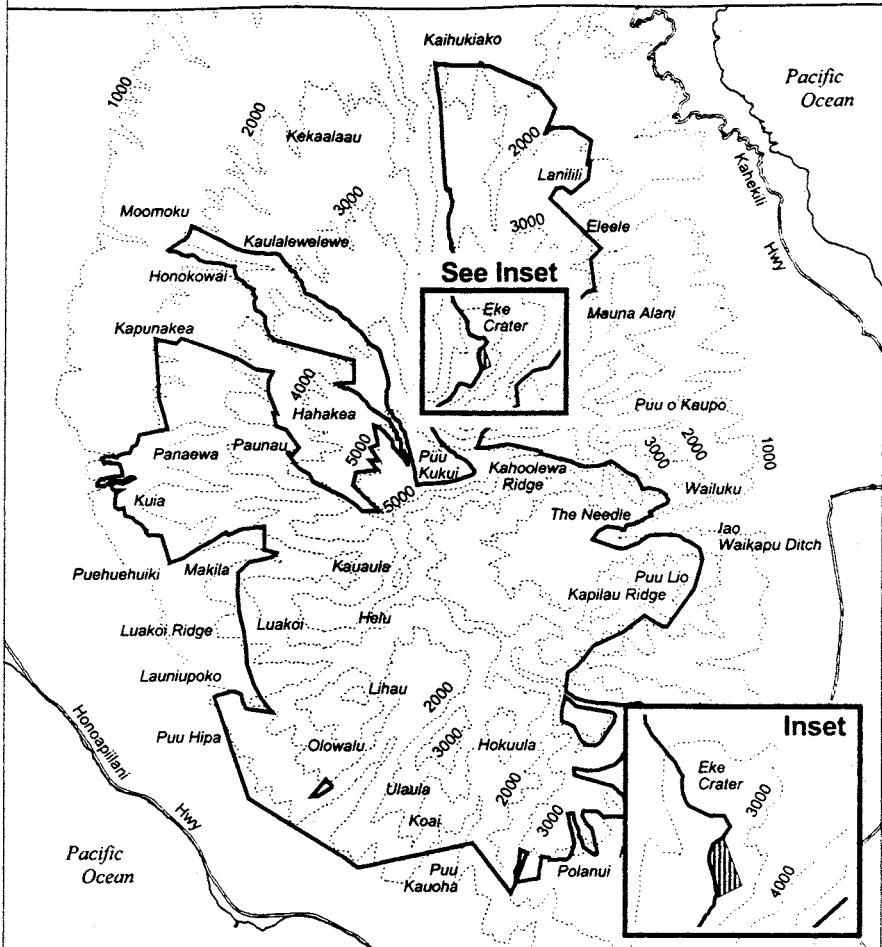 Kaihukiako
Pacific
Ocean
1000
2000
Kekaalaau
2000
Lanilili
Kahekili
Hwy
3000
Moomoku
3000
Eleele
Kaulalewelewe
Honokowai
See Inset
Eke
Crater
Mauna Alani
Kapunakea
4000
Hahakea
Puu o Kaupo
3000
2000
1000
Panaewa
Paunau
5000
Puu
Kukui
Kahoolewa
Ridge
Wailuku
Kuia
5000
The Needle
Iao
Waikapu Ditch
Puehuehuiki
Makila
Kauaula
Puu Lio
Kapilau Ridge
Luakoi Ridge
Luakoi
Helu
Launiupoko
Lihau
2000
Honoapiilani
Hwy
Puu Hipa
Olowalu
3000
Hokuula
Inset
Eke
Crater
3000
Ulaula
2000
Koai
3000
4000
Pacific
Ocean
Puu
Kauoha
Polanui